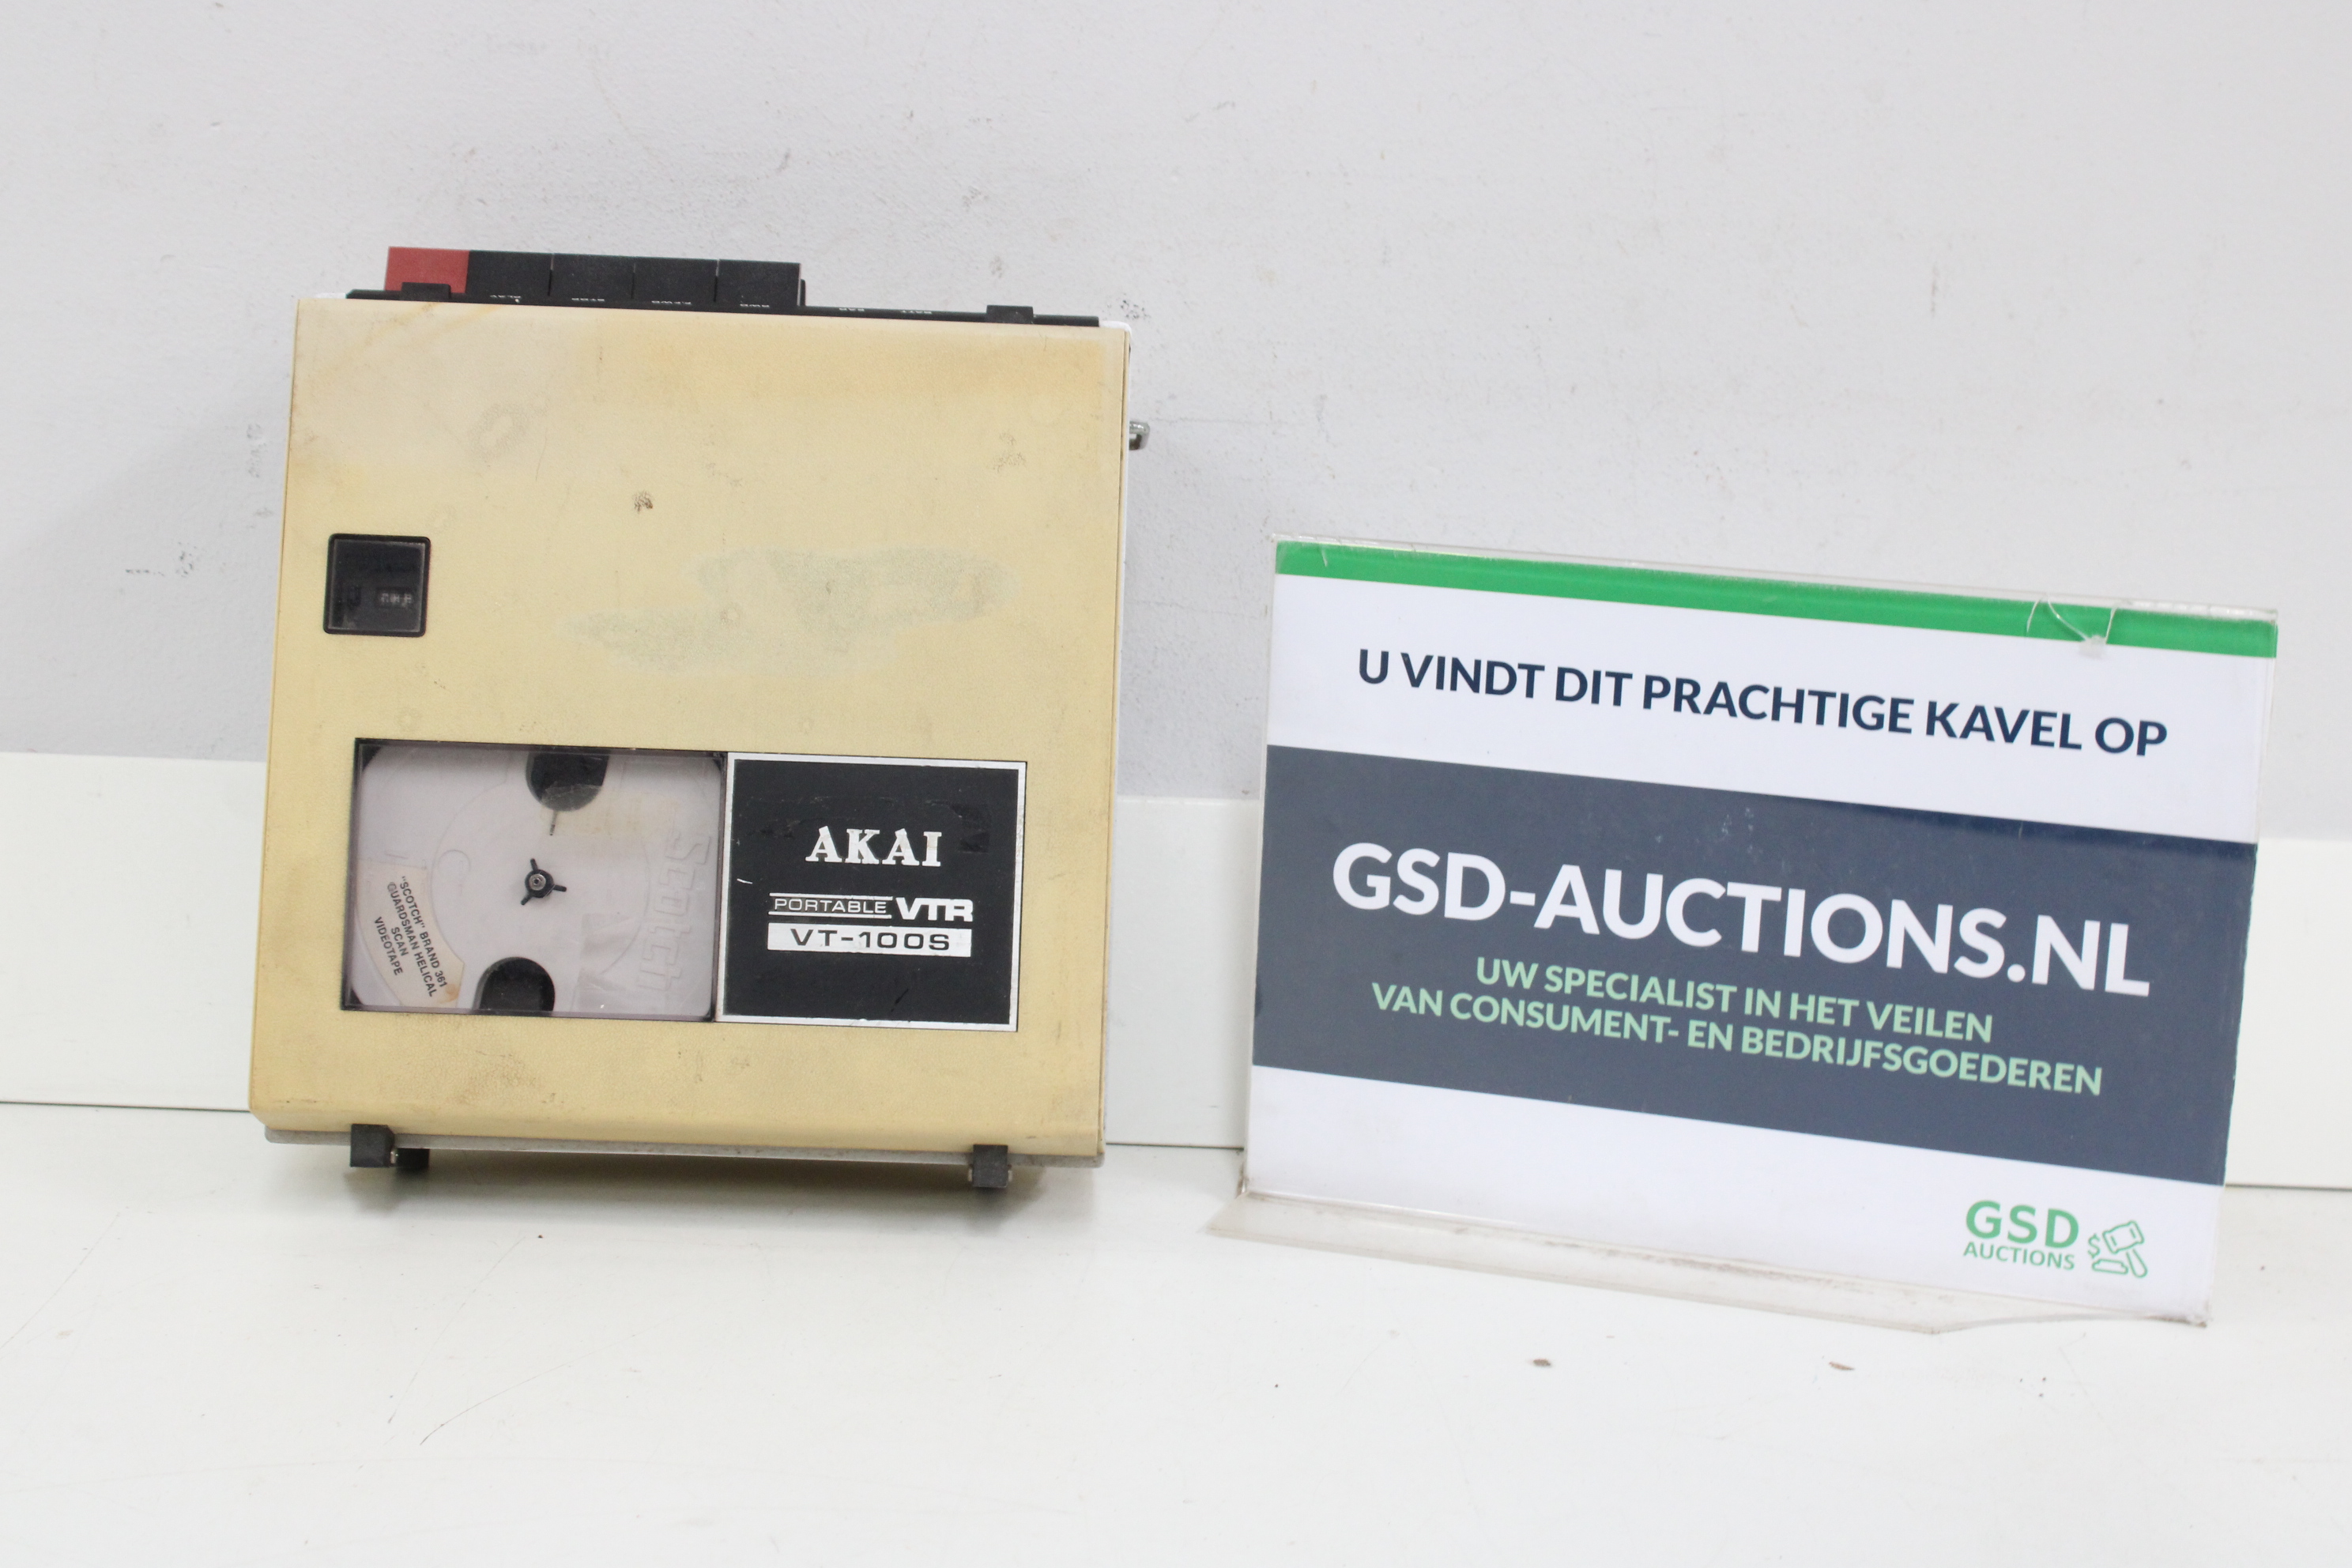 AKAI
PORTABLE VTR
VT-100S
Scotch
"SCOTCH" BRAND 361
GUARDSMAN HELICAL
SCAN
VIDEOTAPE
U VINDT DIT PRACHTIGE KAVEL OP
GSD-AUCTIONS.NL
UW SPECIALIST IN HET VEILEN
VAN CONSUMENT- EN BEDRIJFSGOEDEREN
GSD
AUCTIONS